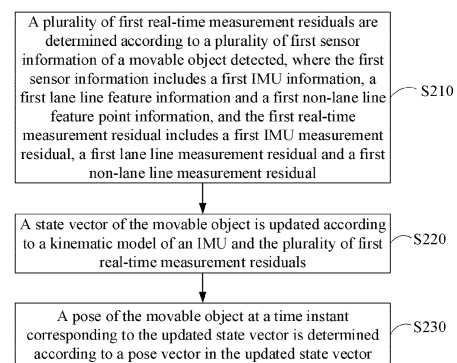 A plurality of first real-time measurement residuals are
determined according to a plurality of first sensor
information of a movable object detected, where the first
sensor information includes a first IMU information, a
first lane line feature information and a first non-lane line
feature point information, and the first real-time
measurement residual includes a first IMU measurement
residual, a first lane line measurement residual and a first
non-lane line measurement residual
S210
A state vector of the movable object is updated according
to a kinematic model of an IMU and the plurality of first
real-time measurement residuals
S220
A pose of the movable object at a time instant
corresponding to the updated state vector is determined
according to a pose vector in the updated state vector
S230